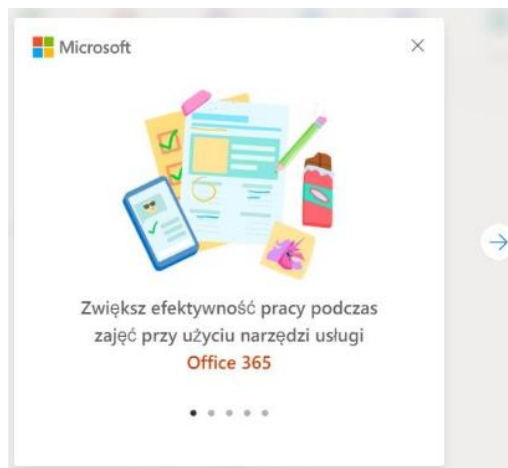 Microsoft
Zwiększ efektywność pracy podczas
zajęć przy użyciu narzędzi usługi
Office 365